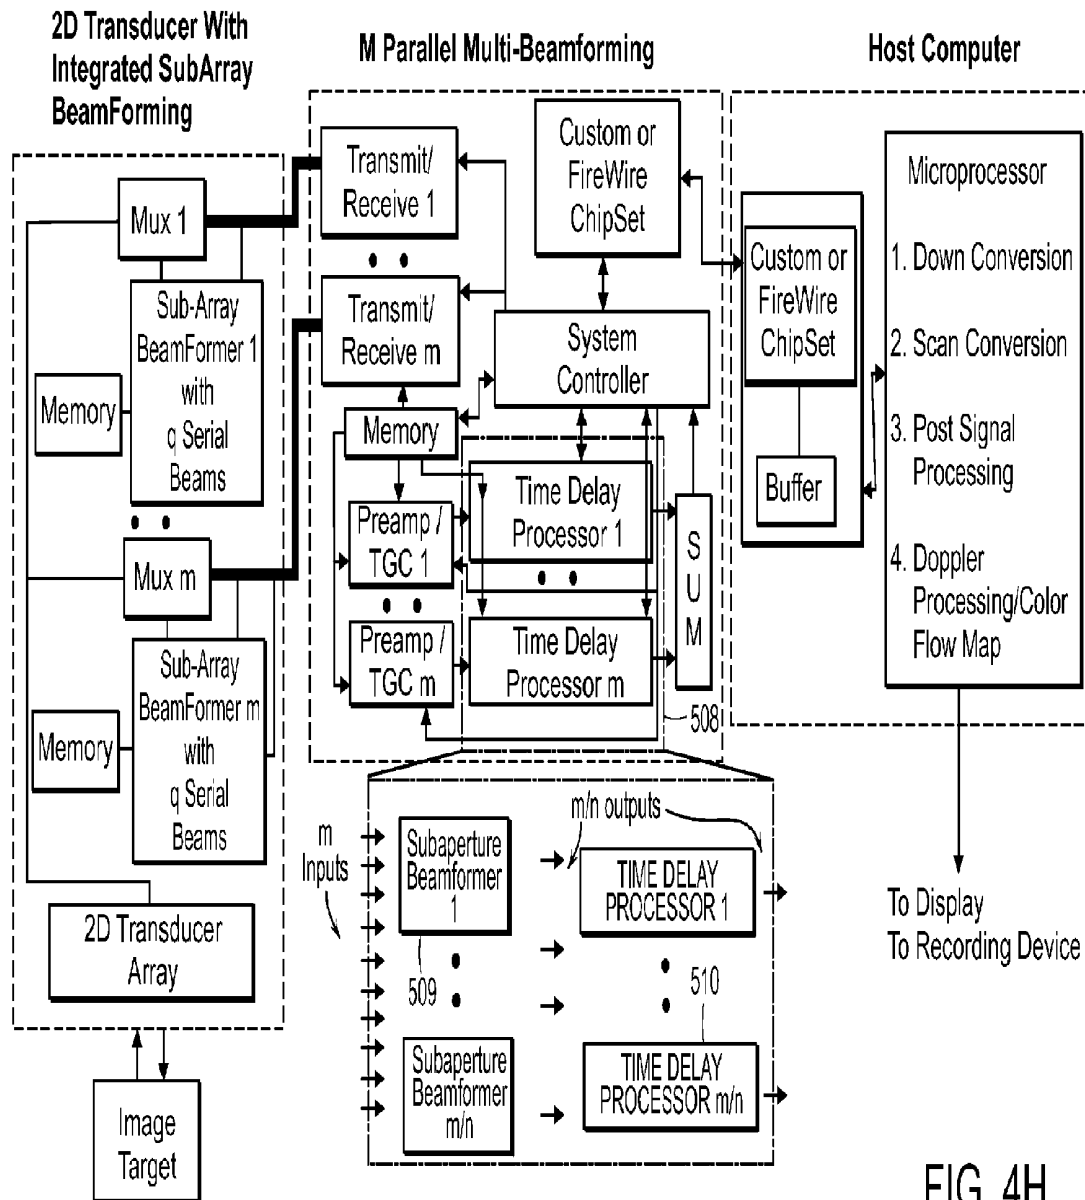 2D Transducer With
Integrated SubArray
BeamForming
M Parallel Multi-Beamforming
Host Computer
Mux 1
Sub-Array
BeamFormer 1
with
q Serial
Beams
Memory
Mux m
Sub-Array
BeamFormer m
with
q Serial
Beams
Memory
2D Transducer
Array
Image
Target
Transmit/
Receive 1
Transmit/
Receive m
Custom or
FireWire
ChipSet
System
Controller
Memory
Preamp /
TGC 1
Preamp /
TGC m
Time Delay
Processor 1
Time Delay
Processor m
S
U
M
508
Custom or
FireWire
ChipSet
Buffer
Microprocessor
1. Down Conversion
2. Scan Conversion
3. Post Signal
Processing
4. Doppler
Processing/Color
Flow Map
To Display
To Recording Device
m
Inputs
Subaperture
Beamformer
1
509
Subaperture
Beamformer
m/n
m/n outputs
TIME DELAY
PROCESSOR 1
510
TIME DELAY
PROCESSOR m/n
FIG. 4H